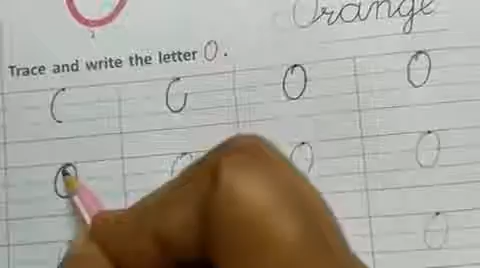 Orange
Trace and write the letter O.
C C O O
O O O O
O